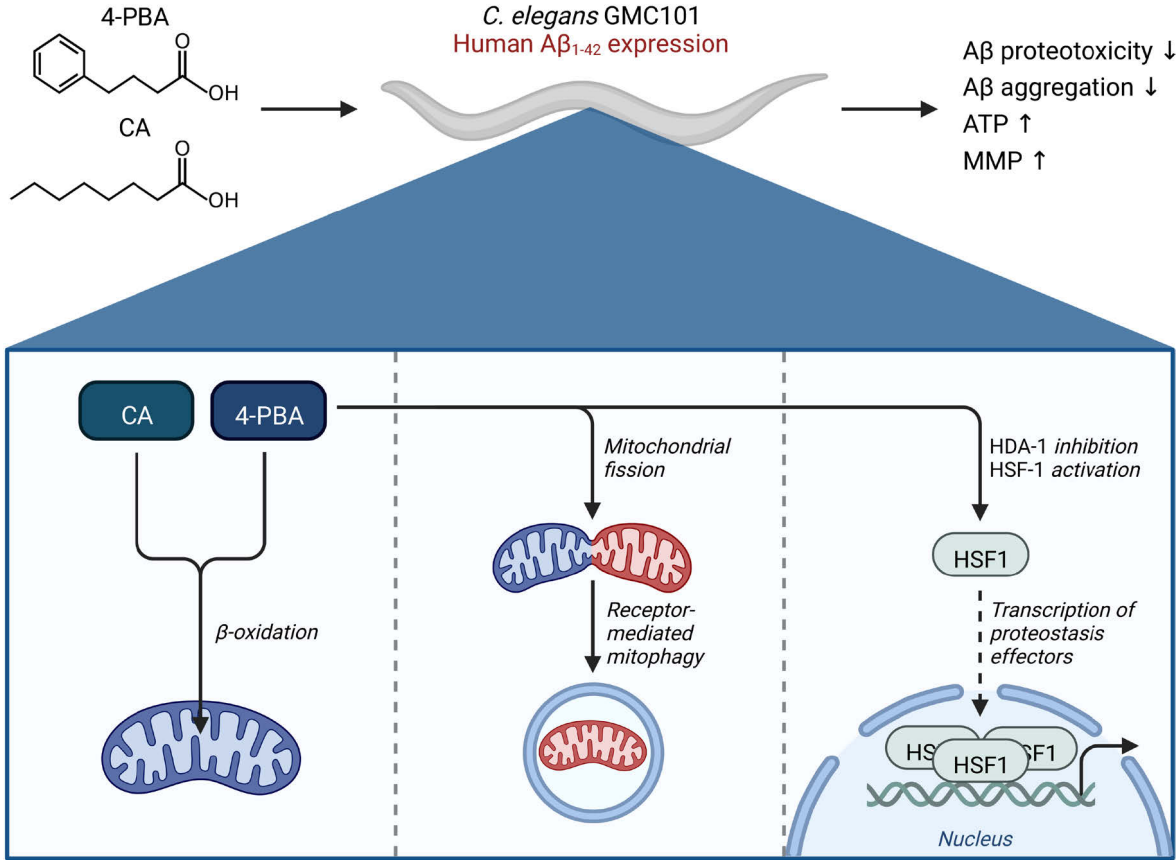 4-PBA
O
OH
CA
O
OH
C. elegans GMC101
Human Aβ1-42 expression
Aβ proteotoxicity ↓
Aβ aggregation ↓
ATP ↑
MMP ↑
CA
4-PBA
β-oxidation
Mitochondrial
fission
Receptor-
mediated
mitophagy
HDA-1 inhibition
HSF-1 activation
HSF1
Transcription of
proteostasis
effectors
HS
HSF1
SF1
Nucleus